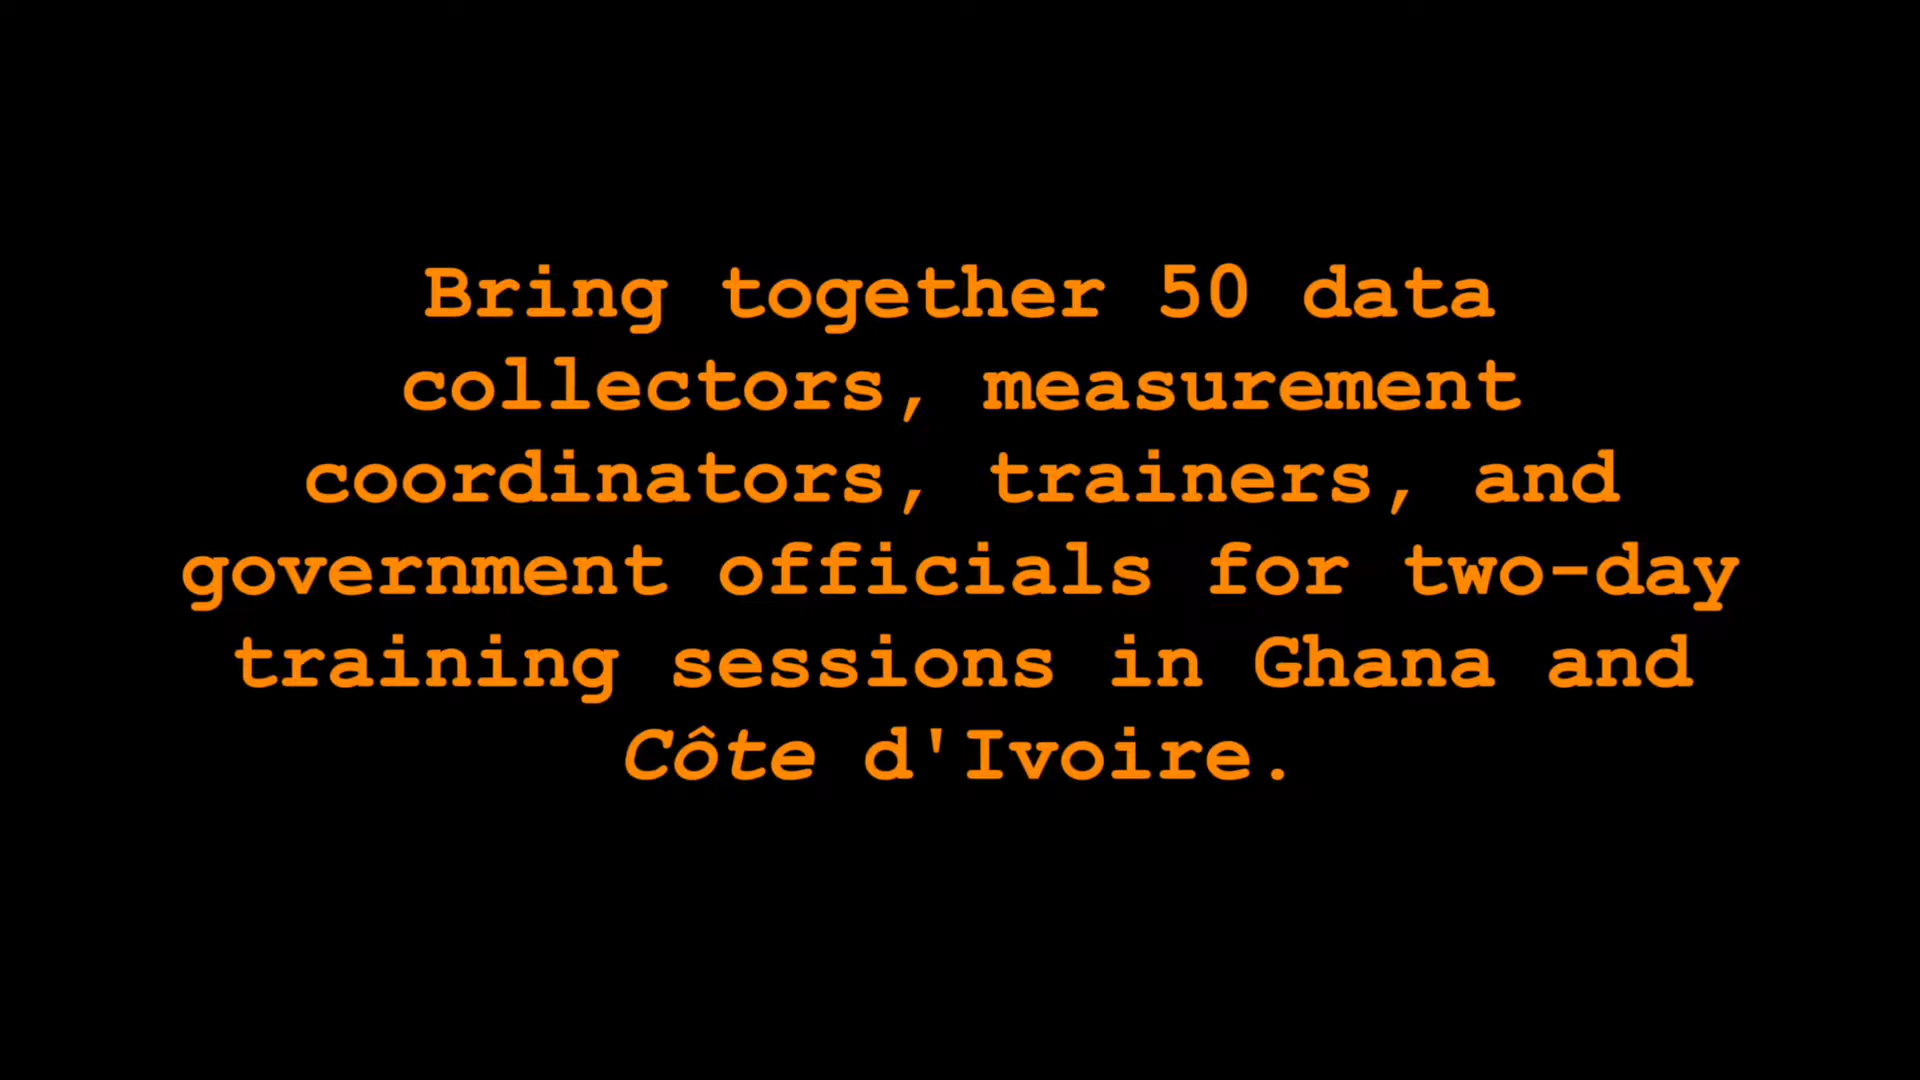 Bring together 50 data
collectors, measurement
coordinators, trainers, and
government officials for two-day
training sessions in Ghana and
Côte d'Ivoire.